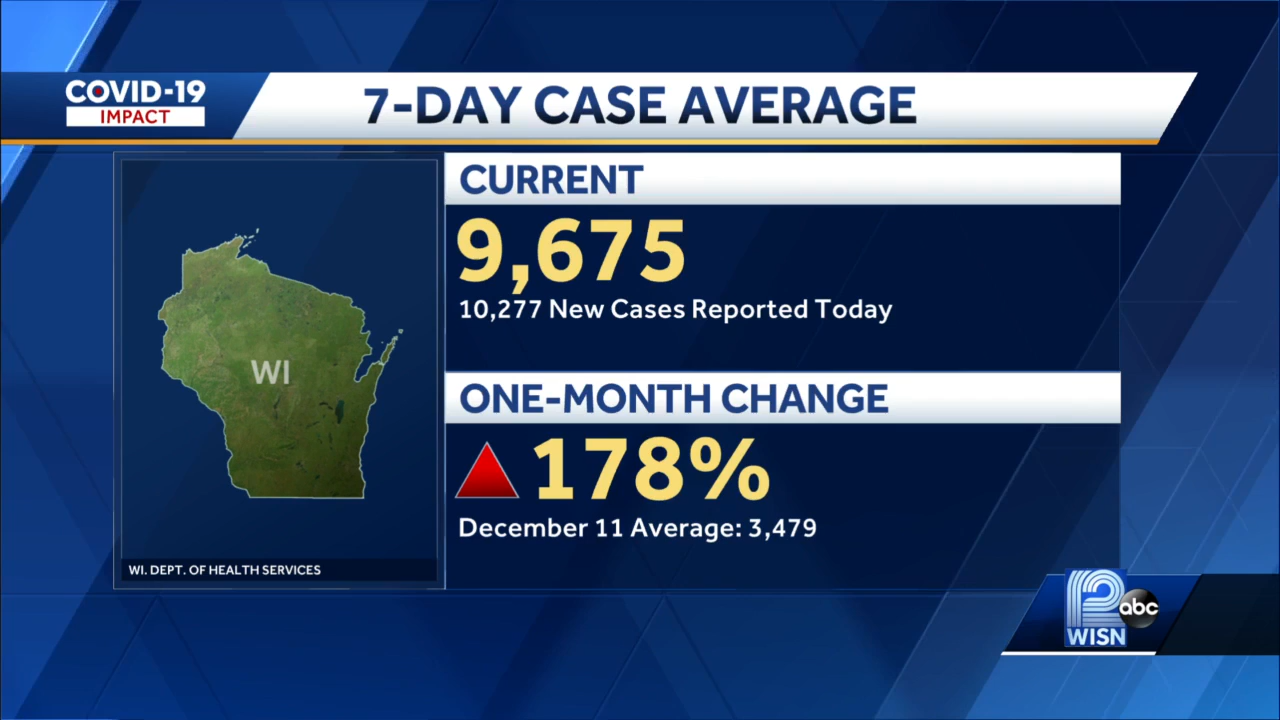 COVID-19
IMPACT
7-DAY CASE AVERAGE
CURRENT
9,675
10,277 New Cases Reported Today
WI
ONE-MONTH CHANGE
178%
December 11 Average: 3,479
WI. DEPT. OF HEALTH SERVICES
12
abc
WISN